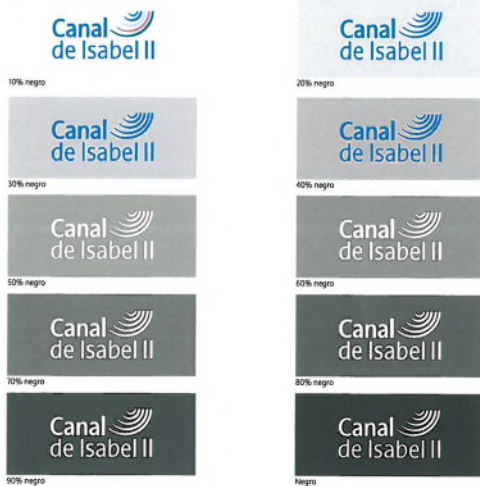 Canal
de Isabel II
10% negro
Canal
de Isabel II
20% negro
Canal
de Isabel II
30% negro
Canal
de Isabel II
40% negro
Canal
de Isabel II
50% negro
Canal
de Isabel II
60% negro
Canal
de Isabel II
70% negro
Canal
de Isabel II
80% negro
Canal
de Isabel II
90% negro
Canal
de Isabel II
Negro